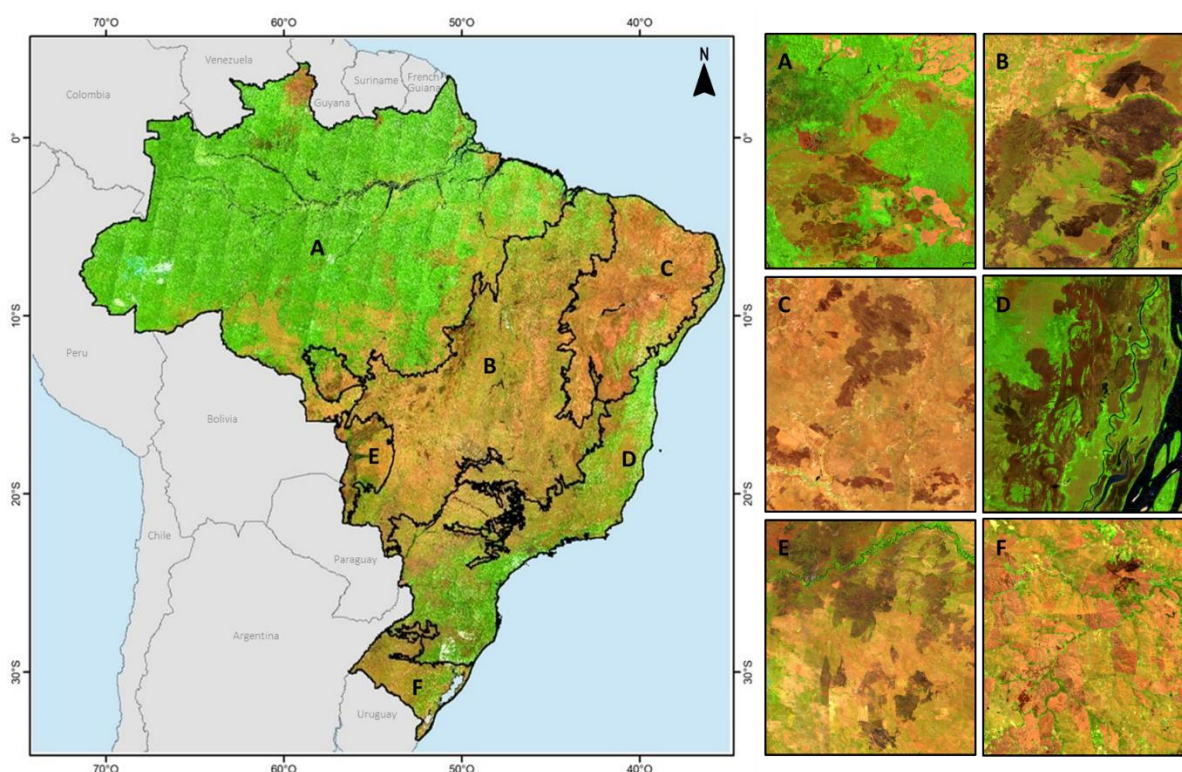 70°O 60°O 50°O 40°O
N
Venezuela
Suriname
French
Guiana
Guyana
Colombia
0°
0°
A
C
10°S
10°S
Peru
B
Bolivia
E
D
20°S
20°S
Chile
Paraguay
Argentina
30°S
30°S
F
Uruguay
70°O 60°O 50°O 40°O
A
B
C
D
E
F